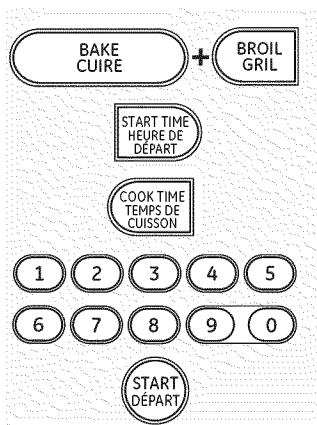 BAKE
CUIRE
+
BROIL
GRIL
START TIME
HEURE DE
DÉPART
COOK TIME
TEMPS DE
CUISSON
1 2 3 4 5
6 7 8 9 0
START
DÉPART